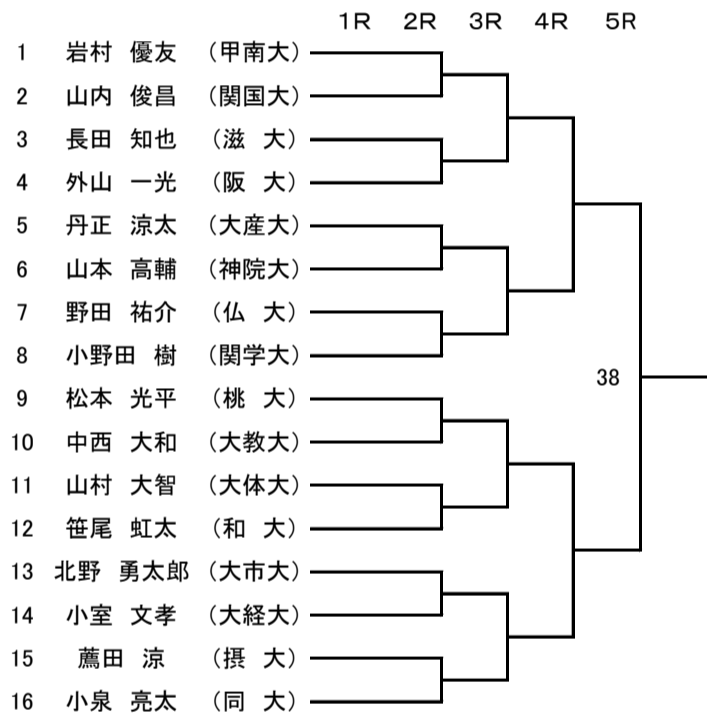 1R 2R 3R 4R 5R
1 岩村 優友 （甲南大）
2 山内 俊昌 （関国大）
3 長田 知也 （滋 大）
4 外山 一光 （阪 大）
5 丹正 涼太 （大産大）
6 山本 高輔 （神院大）
7 野田 祐介 （仏 大）
8 小野田 樹 （関学大）
38
9 松本 光平 （桃 大）
10 中西 大和 （大教大）
11 山村 大智 （大体大）
12 笹尾 虹太 （和 大）
13 北野 勇太郎 （大市大）
14 小室 文孝 （大経大）
15 薦田 涼 （摂 大）
16 小泉 亮太 （同 大）